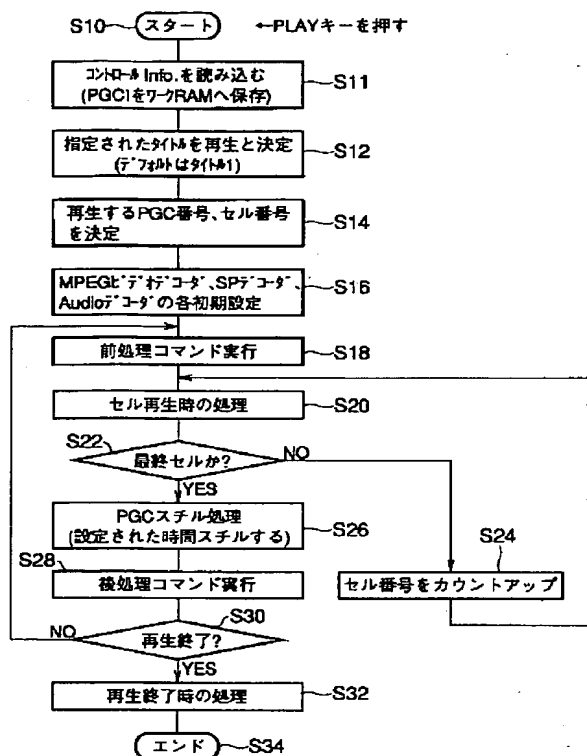 S10 スタート ←PLAYキーを押す
コントロール Info.を読み込む
(PGCIをワークRAMへ保存)
S11
指定されたタイトルを再生と決定
(デフォルトはタイトル1)
S12
再生するPGC番号、セル番号
を決定
S14
MPEGビデオデコーダ、SPデコーダ、
Audioデコーダの各初期設定
S16
前処理コマンド実行
S18
セル再生時の処理
S20
S22
最終セルか?
NO
YES
PGCスチル処理
(設定された時間スチルする)
S26
S24
セル番号をカウントアップ
S28
後処理コマンド実行
S30
再生終了?
NO
YES
再生終了時の処理
S32
エンド
S34